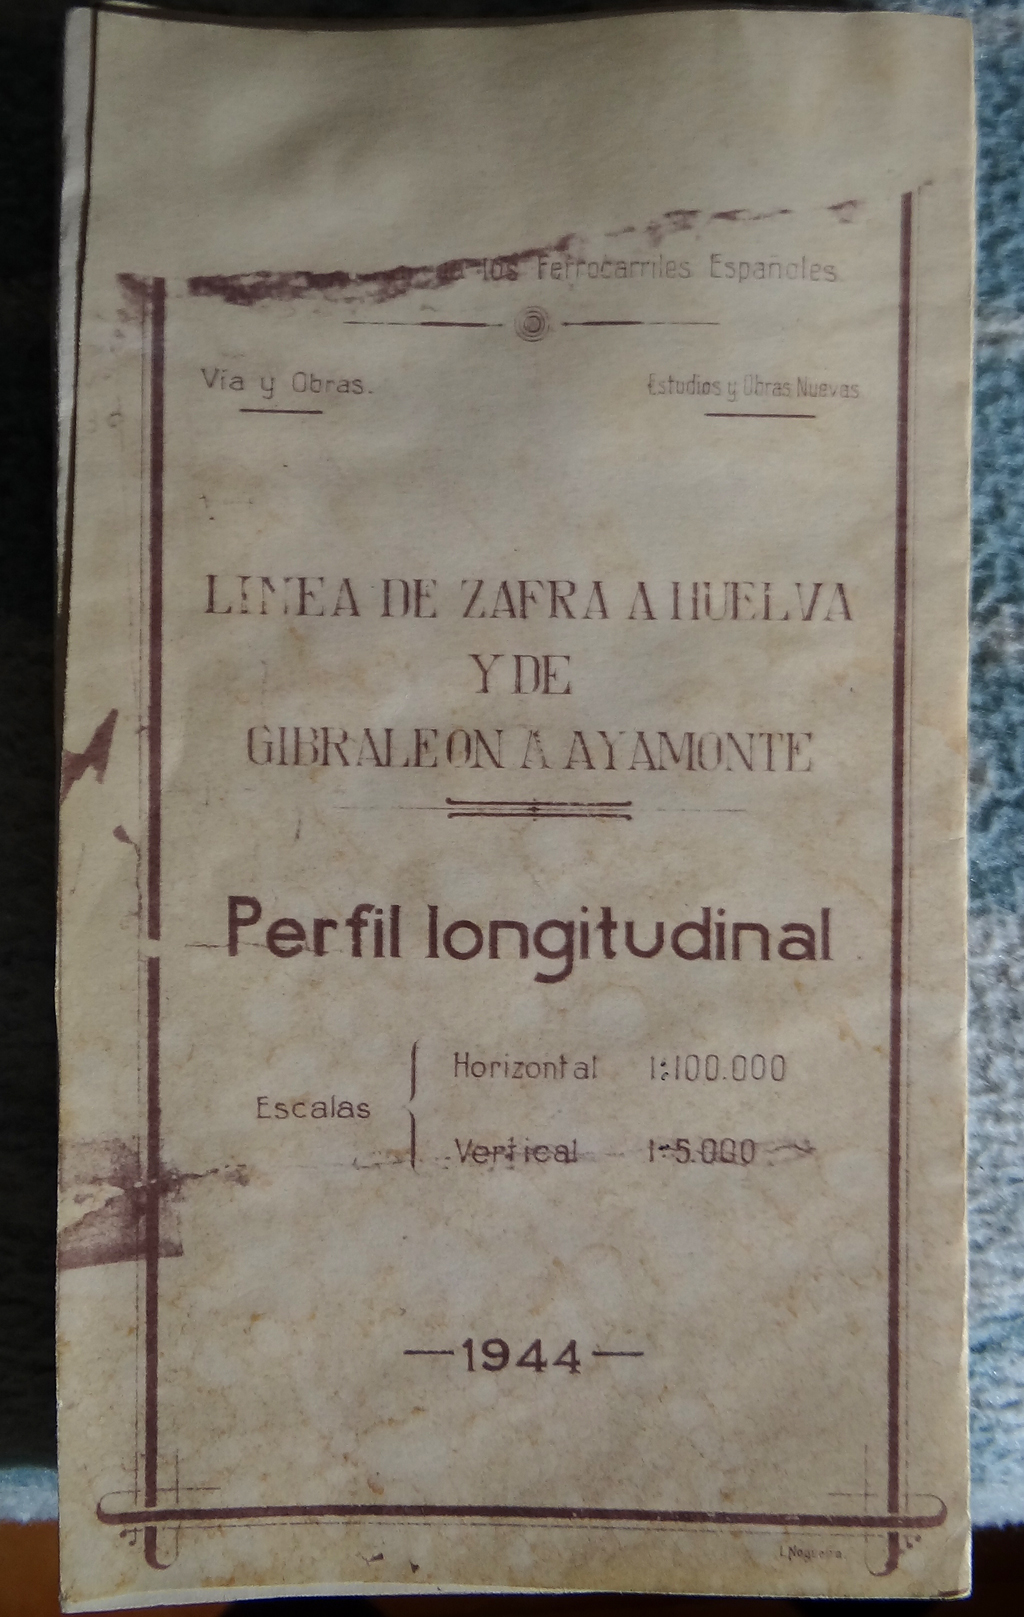 los Ferrocarriles Españoles
Vía y Obras.
Estudios y Obras Nuevas
LINEA DE ZAFRA A HUELVA
Y DE
GIBRALEON A AYAMONTE
Perfil longitudinal
Escalas
Horizontal 1:100.000
Vertical 1:5.000
—1944—